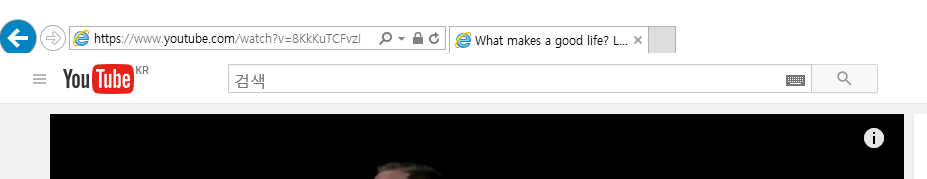 https://www.youtube.com/watch?v=8KkKuTCFvzI
What makes a good life? L...
YouTube KR
검색